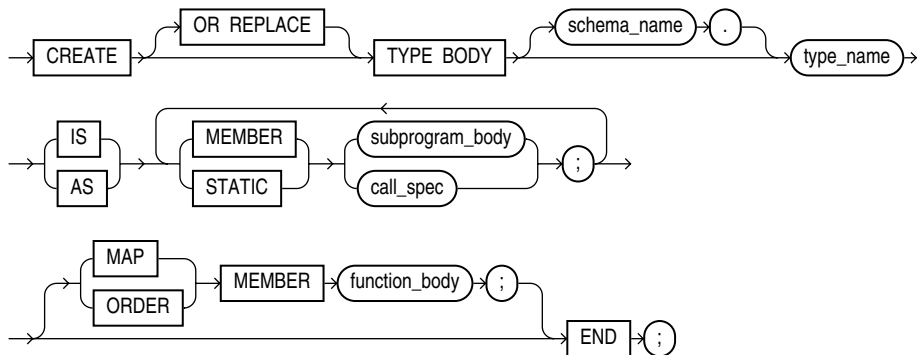 OR REPLACE schema_name .
CREATE TYPE BODY type_name
IS MEMBER subprogram_body
;
AS STATIC call_spec
MAP
MEMBER function_body ;
ORDER
END ;